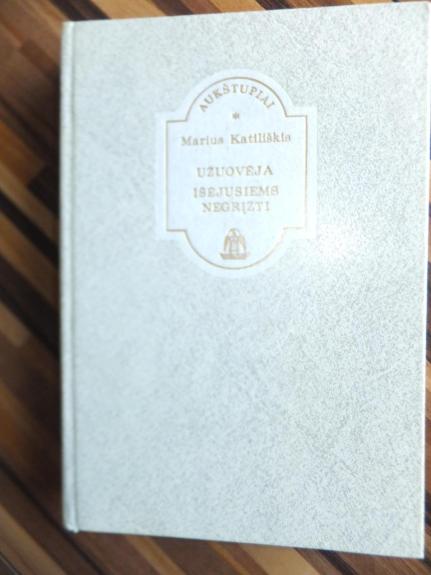 AUKŠTUPIAI
*
Marius Katiliškis
UŽUOVĖJA
IŠĖJUSIEMS
NEGRĮŽTI